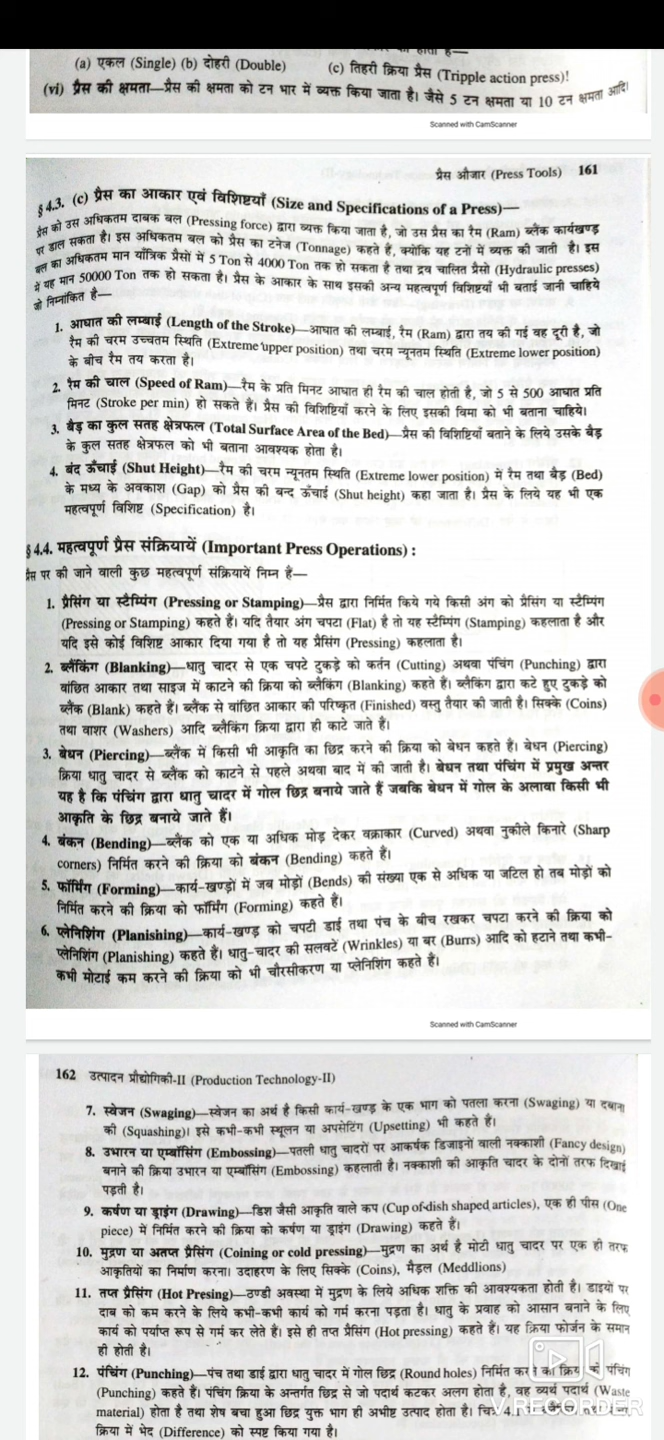 (a) एकल (Single) (b) दोहरी (Double) (c) तिहरी क्रिया प्रैस (Tripple action press)!
(vi) प्रैस की क्षमता—प्रैस की क्षमता को टन भार में व्यक्त किया जाता है। जैसे 5 टन क्षमता या 10 टन क्षमता आदि।
Scanned with CamScanner
प्रैस औजार (Press Tools) 161
§ 4.3. (c) प्रैस का आकार एवं विशिष्टियाँ (Size and Specifications of a Press)—
प्रैस को उस अधिकतम दाबक बल (Pressing force) द्वारा व्यक्त किया जाता है, जो उस प्रैस का रैम (Ram) ब्लैंक कार्यखण्ड
पर डाल सकता है। इस अधिकतम बल को प्रैस का टनेज (Tonnage) कहते हैं, क्योंकि यह टनों में व्यक्त की जाती है। इस
बल का अधिकतम मान यांत्रिक प्रैसों में 5 Ton से 4000 Ton तक हो सकता है तथा द्रव चालित प्रैसो (Hydraulic presses)
में यह मान 50000 Ton तक हो सकता है। प्रैस के आकार के साथ इसकी अन्य महत्वपूर्ण विशिष्टियाँ भी बताई जानी चाहिये
जो निम्नांकित है—
1. आघात की लम्बाई (Length of the Stroke)—आघात की लम्बाई, रैम (Ram) द्वारा तय की गई वह दूरी है, जो
रैम की चरम उच्चतम स्थिति (Extreme upper position) तथा चरम न्यूनतम स्थिति (Extreme lower position)
के बीच रैम तय करता है।
2. रैम की चाल (Speed of Ram)—रैम के प्रति मिनट आघात ही रैम की चाल होती है, जो 5 से 500 आघात प्रति
मिनट (Stroke per min) हो सकते हैं। प्रैस की विशिष्टियाँ करने के लिए इसकी विमा को भी बताना चाहिये।
3. बैड़ का कुल सतह क्षेत्रफल (Total Surface Area of the Bed)—प्रैस की विशिष्टियाँ बताने के लिये उसके बैड़
के कुल सतह क्षेत्रफल को भी बताना आवश्यक होता है।
4. बंद ऊँचाई (Shut Height)—रैम की चरम न्यूनतम स्थिति (Extreme lower position) में रैम तथा बैड़ (Bed)
के मध्य के अवकाश (Gap) को प्रैस की बन्द ऊँचाई (Shut height) कहा जाता है। प्रैस के लिये यह भी एक
महत्वपूर्ण विशिष्ट (Specification) है।
§ 4.4. महत्वपूर्ण प्रैस संक्रियायें (Important Press Operations) :
प्रैस पर की जाने वाली कुछ महत्वपूर्ण संक्रियायें निम्न हैं—
1. प्रैसिंग या स्टैम्पिंग (Pressing or Stamping)—प्रैस द्वारा निर्मित किये गये किसी अंग को प्रैसिंग या स्टैम्पिंग
(Pressing or Stamping) कहते हैं। यदि तैयार अंग चपटा (Flat) है तो यह स्टैम्पिंग (Stamping) कहलाता है और
यदि इसे कोई विशिष्ट आकार दिया गया है तो यह प्रैसिंग (Pressing) कहलाता है।
2. ब्लैंकिंग (Blanking)—धातु चादर से एक चपटे टुकड़े को कर्तन (Cutting) अथवा पंचिंग (Punching) द्वारा
वांछित आकार तथा साइज में काटने की क्रिया को ब्लैंकिंग (Blanking) कहते हैं। ब्लैंकिंग द्वारा कटे हुए टुकड़े को
ब्लैंक (Blank) कहते हैं। ब्लैंक से वांछित आकार की परिष्कृत (Finished) वस्तु तैयार की जाती है। सिक्के (Coins)
तथा वाशर (Washers) आदि ब्लैकिंग क्रिया द्वारा ही काटे जाते हैं।
3. बेधन (Piercing)—ब्लैंक में किसी भी आकृति का छिद्र करने की क्रिया को बेधन कहते हैं। बेधन (Piercing)
क्रिया धातु चादर से ब्लैंक को काटने से पहले अथवा बाद में की जाती है। बेधन तथा पंचिंग में प्रमुख अन्तर
यह है कि पंचिंग द्वारा धातु चादर में गोल छिद्र बनाये जाते हैं जबकि बेधन में गोल के अलावा किसी भी
आकृति के छिद्र बनाये जाते हैं।
4. बंकन (Bending)—ब्लैंक को एक या अधिक मोड़ देकर वक्राकार (Curved) अथवा नुकीले किनारे (Sharp
corners) निर्मित करने की क्रिया को बंकन (Bending) कहते हैं।
5. फॉर्मिंग (Forming)—कार्य-खण्ड़ों में जब मोड़ों (Bends) की संख्या एक से अधिक या जटिल हो तब मोड़ों को
निर्मित करने की क्रिया को फॉर्मिंग (Forming) कहते हैं।
6. प्लेनिशिंग (Planishing)—कार्य-खण्ड़ को चपटी डाई तथा पंच के बीच रखकर चपटा करने की क्रिया को
प्लेनिशिंग (Planishing) कहते हैं। धातु-चादर की सलवटें (Wrinkles) या बर (Burrs) आदि को हटाने तथा कभी-
कभी मोटाई कम करने की क्रिया को भी चौरसीकरण या प्लेनिशिंग कहते हैं।
Scanned with CamScanner
162 उत्पादन प्रौद्योगिकी-II (Production Technology-II)
7. स्वेजन (Swaging)—स्वेजन का अर्थ है किसी कार्य-खण्ड के एक भाग को पतला करना (Swaging) या दबाना
की (Squashing)। इसे कभी-कभी स्थूलन या अपसेटिंग (Upsetting) भी कहते हैं।
8. उभारन या एम्बॉसिंग (Embossing)—पतली धातु चादरों पर आकर्षक डिजाइनों वाली नक्काशी (Fancy design)
बनाने की क्रिया उभारन या एम्बॉसिंग (Embossing) कहलाती है। नक्काशी की आकृति चादर के दोनों तरफ दिखाई
पड़ती है।
9. कर्षण या ड्राइंग (Drawing)—डिश जैसी आकृति वाले कप (Cup of dish shaped articles), एक ही पीस (One
piece) में निर्मित करने की क्रिया को कर्षण या ड्राइंग (Drawing) कहते हैं।
10. मुद्रण या अतप्त प्रैसिंग (Coining or cold pressing)—मुद्रण का अर्थ है मोटी धातु चादर पर एक ही तरफ
आकृतियों का निर्माण करना। उदाहरण के लिए सिक्के (Coins), मैड़ल (Meddlions)
11. तप्त प्रैसिंग (Hot Presing)—ठण्डी अवस्था में मुद्रण के लिये अधिक शक्ति की आवश्यकता होती है। डाइयों पर
दाब को कम करने के लिये कभी-कभी कार्य को गर्म करना पड़ता है। धातु के प्रवाह को आसान बनाने के लिए
कार्य को पर्याप्त रूप से गर्म कर लेते हैं। इसे ही तप्त प्रैसिंग (Hot pressing) कहते हैं। यह क्रिया फोर्जन के समान
ही होती है।
12. पंचिंग (Punching)—पंच तथा डाई द्वारा धातु चादर में गोल छिद्र (Round holes) निर्मित करने की क्रिया को पंचिंग
(Punching) कहते हैं। पंचिंग क्रिया के अन्तर्गत छिद्र से जो पदार्थ कटकर अलग होता है, वह व्यर्थ पदार्थ (Waste
material) होता है तथा शेष बचा हुआ छिद्र युक्त भाग ही अभीष्ट उत्पाद होता है। चित्र 4.
क्रिया में भेद (Difference) को स्पष्ट किया गया है।
V RECORDER